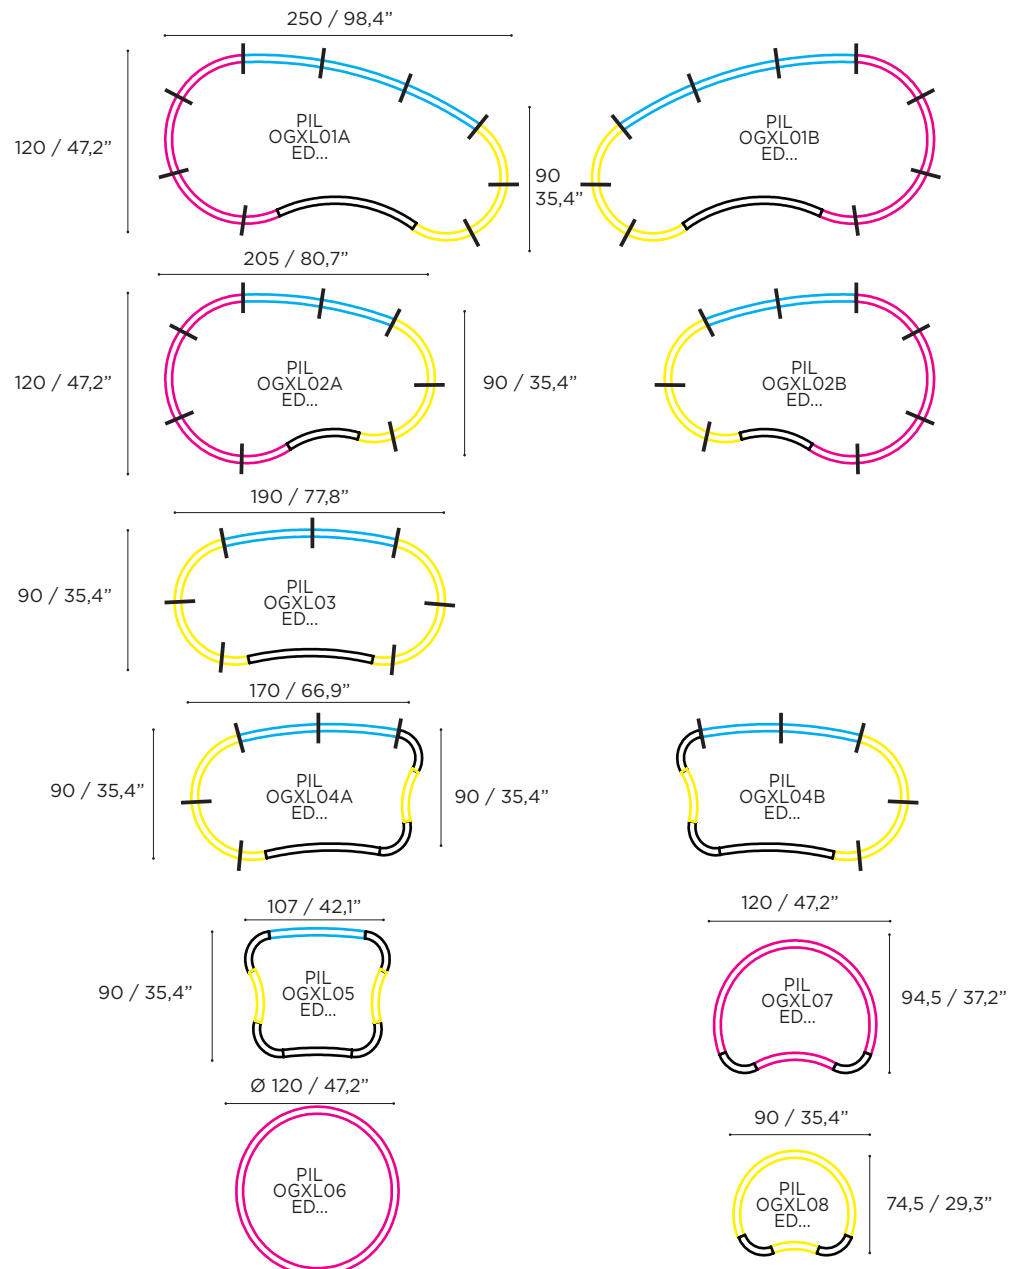 250 / 98,4”
120 / 47,2”
PIL
OGXL01A
ED...
90
35,4”
PIL
OGXL01B
ED...
205 / 80,7”
120 / 47,2”
PIL
OGXL02A
ED...
90 / 35,4”
PIL
OGXL02B
ED...
190 / 77,8”
90 / 35,4”
PIL
OGXL03
ED...
170 / 66,9”
90 / 35,4”
PIL
OGXL04A
ED...
90 / 35,4”
PIL
OGXL04B
ED...
107 / 42,1”
90 / 35,4”
PIL
OGXL05
ED...
120 / 47,2”
PIL
OGXL07
ED...
94,5 / 37,2”
Ø 120 / 47,2”
PIL
OGXL06
ED...
90 / 35,4”
PIL
OGXL08
ED...
74,5 / 29,3”